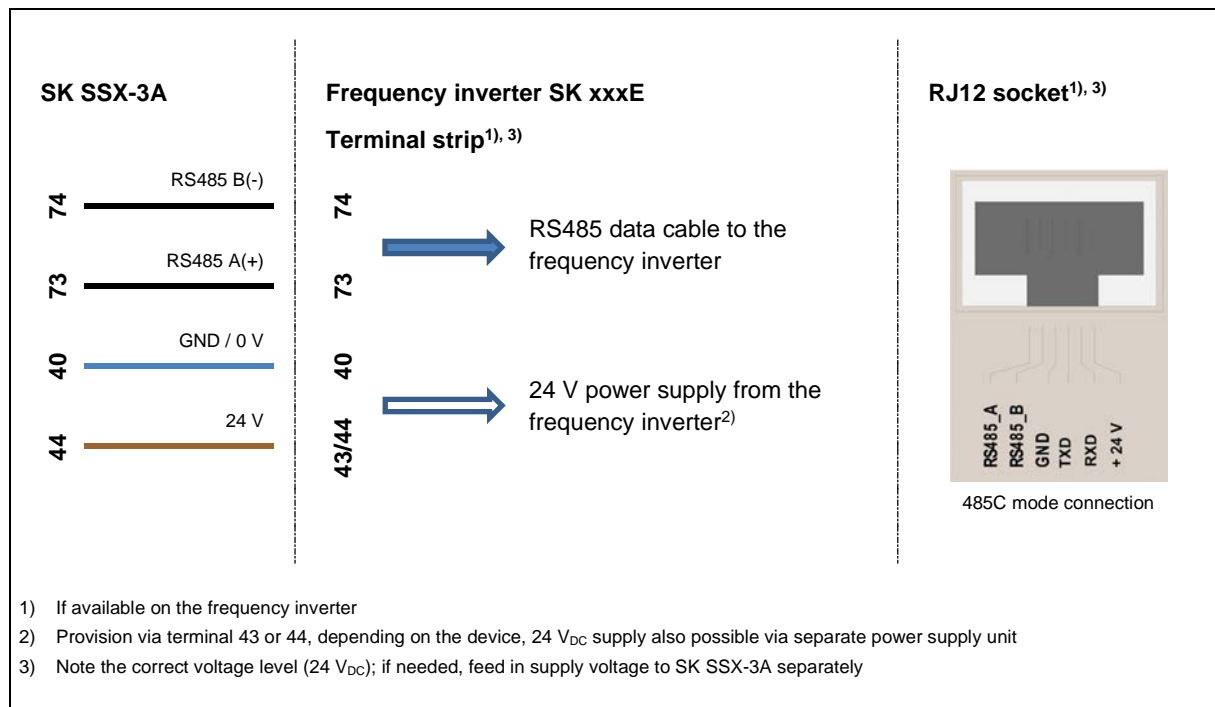 SK SSX-3A
RS485 B(-)
74
RS485 A(+)
73
GND / 0 V
40
24 V
44
Frequency inverter SK xxxE
Terminal strip1), 3)
74
73
40
43/44
RS485 data cable to the
frequency inverter
24 V power supply from the
frequency inverter2)
RJ12 socket1), 3)
RS485_A
RS485_B
GND
TXD
RXD
+ 24 V
485C mode connection
1) If available on the frequency inverter
2) Provision via terminal 43 or 44, depending on the device, 24 VDC supply also possible via separate power supply unit
3) Note the correct voltage level (24 VDC); if needed, feed in supply voltage to SK SSX-3A separately